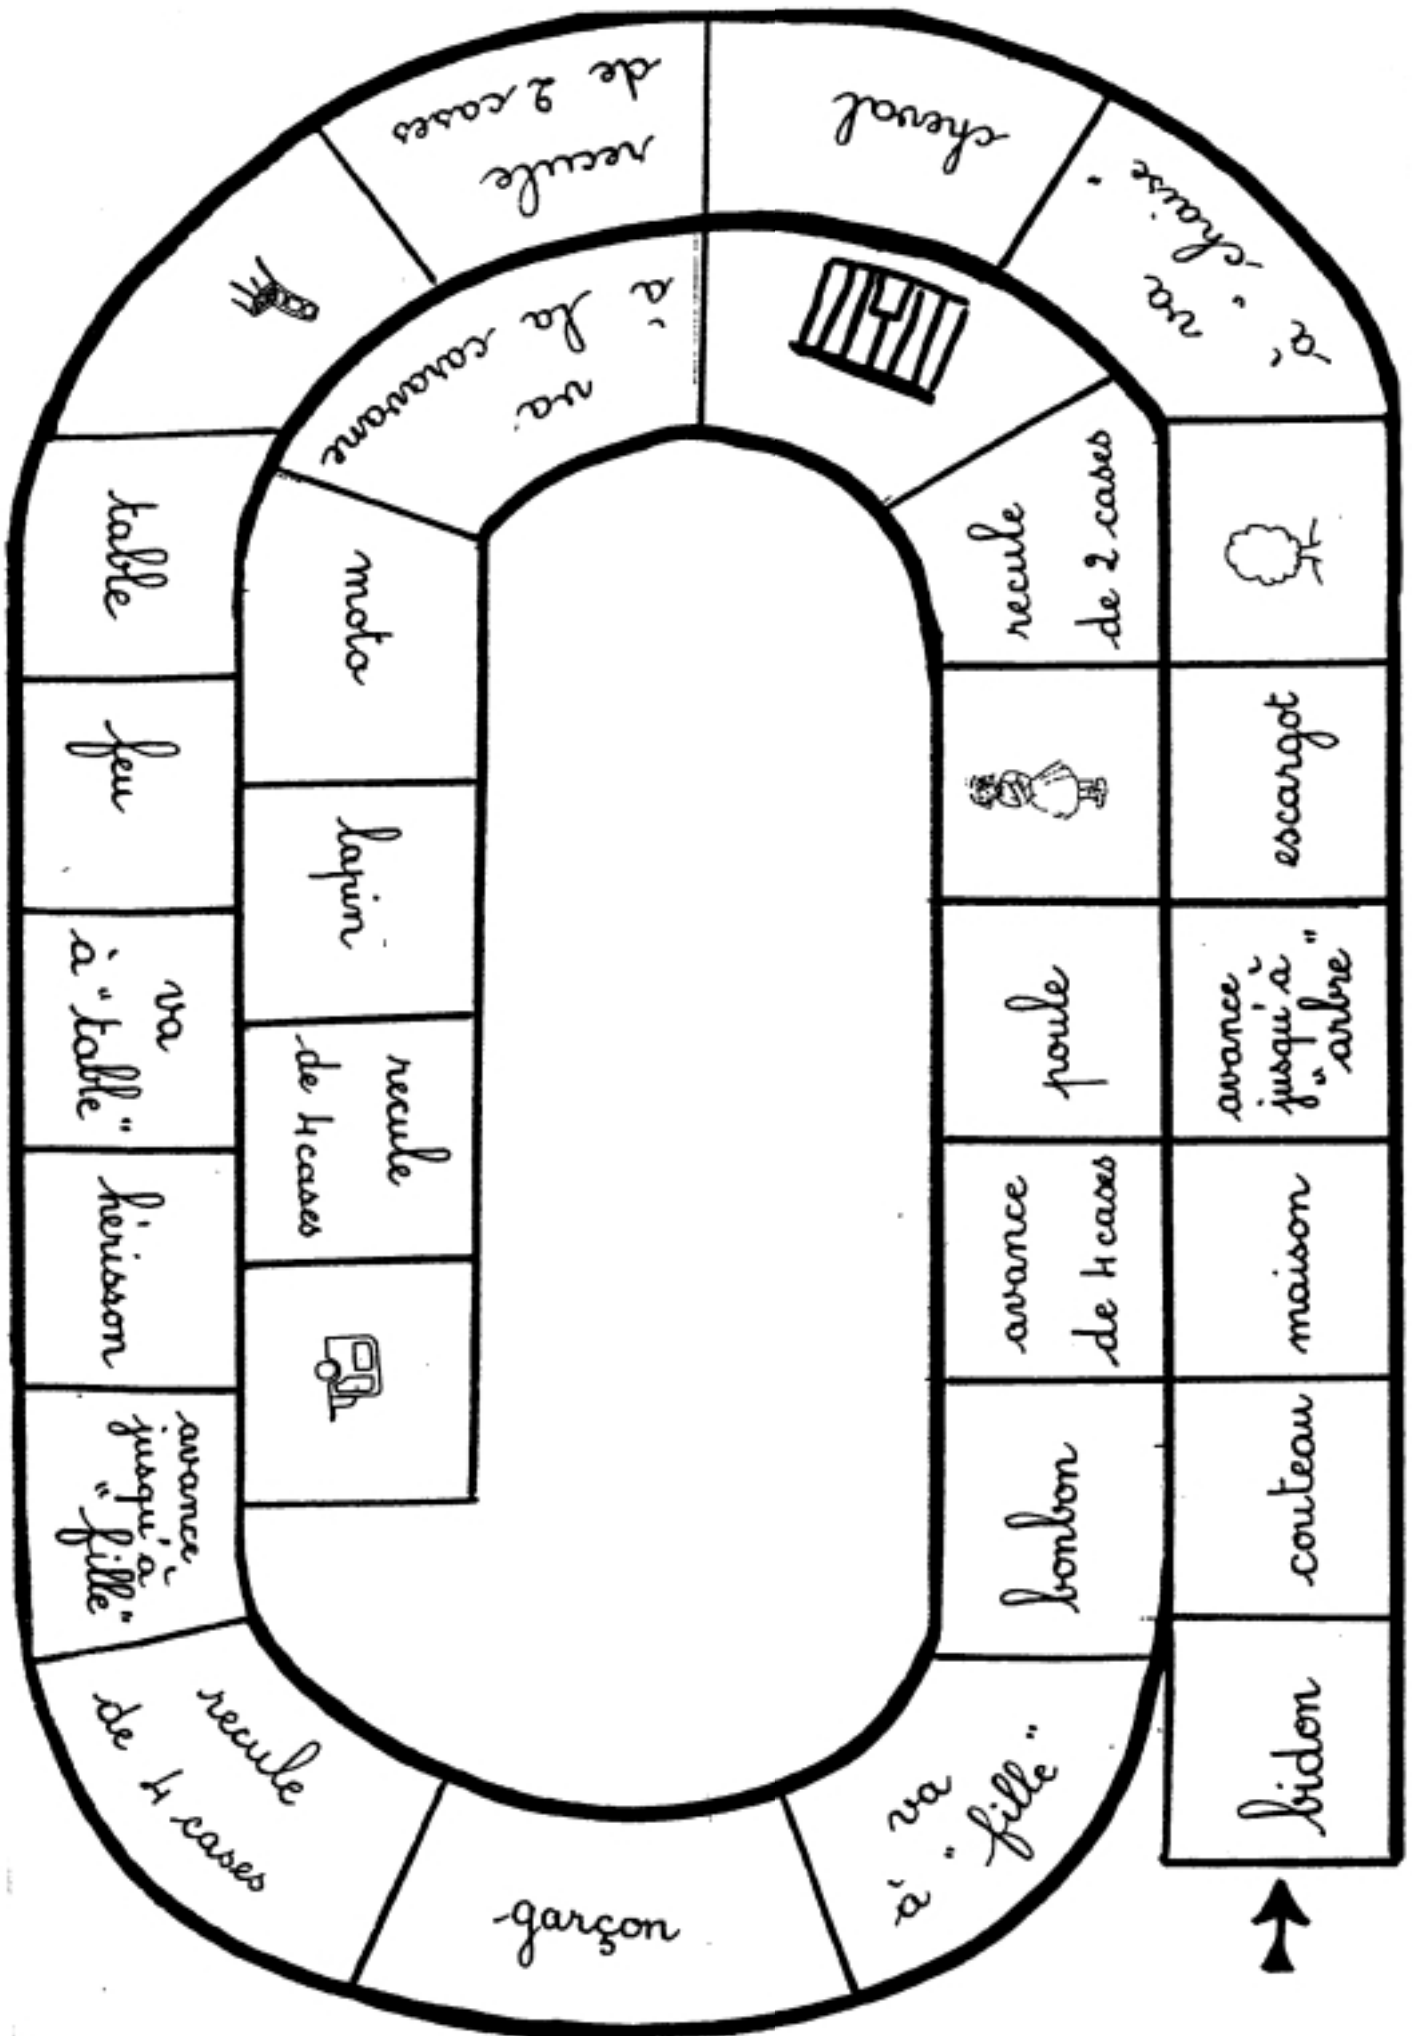 bidon
couteau
maison
avance
jusqu'à
"arbre"
escargot
va
à "chaise"
cheval
recule
de 2 cases
table
feu
va
à "table"
hérisson
avance
jusqu'à
"fille"
recule
de 4 cases
garçon
va
à "fille"
bonbon
avance
de 4 cases
poule
recule
de 2 cases
va
à la caravane
moto
lapin
recule
de 4 cases